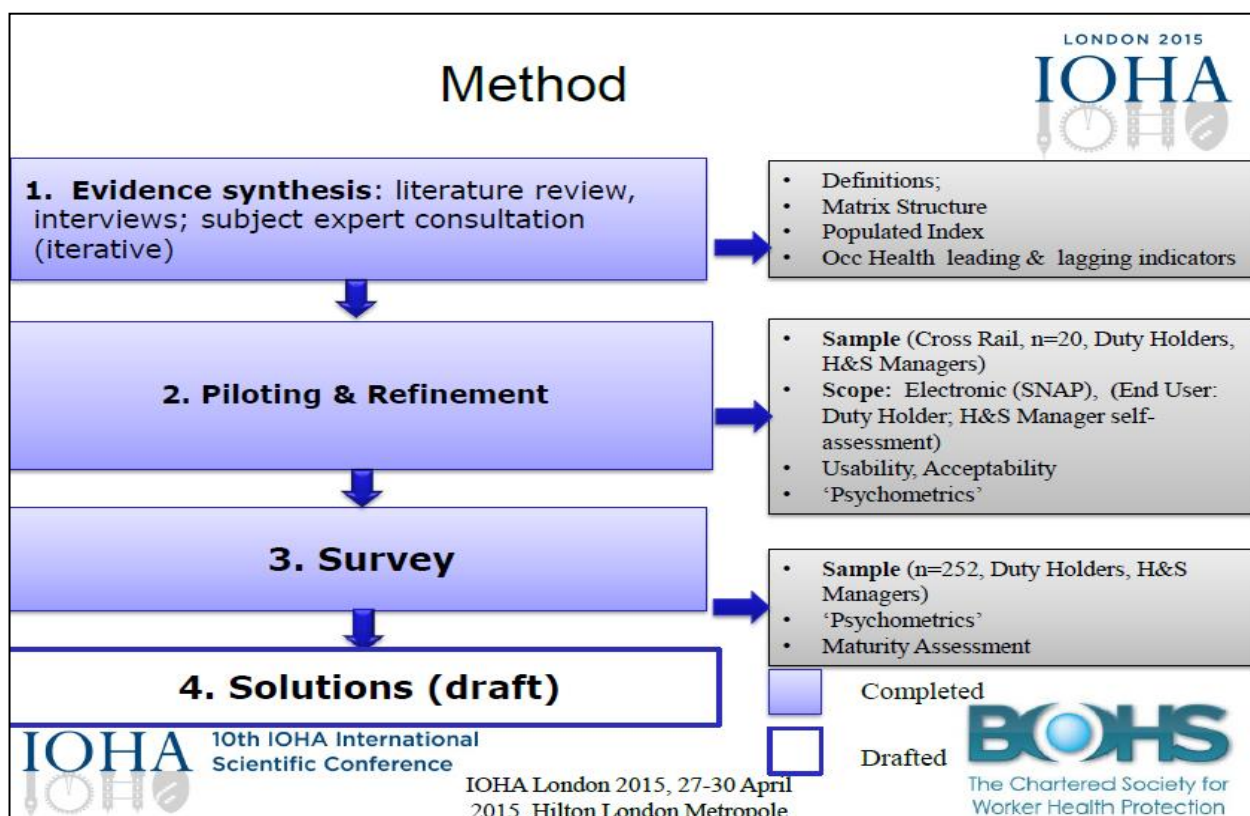 Method
LONDON 2015
IOHA
1. Evidence synthesis: literature review,
interviews; subject expert consultation
(iterative)
• Definitions;
• Matrix Structure
• Populated Index
• Occ Health leading & lagging indicators
2. Piloting & Refinement
• Sample (Cross Rail, n=20, Duty Holders,
H&S Managers)
• Scope: Electronic (SNAP), (End User:
Duty Holder; H&S Manager self-
assessment)
• Usability, Acceptability
• ‘Psychometrics’
3. Survey
• Sample (n=252, Duty Holders, H&S
Managers)
• ‘Psychometrics’
• Maturity Assessment
4. Solutions (draft)
Completed
Drafted
IOHA
10th IOHA International
Scientific Conference
IOHA London 2015, 27-30 April
2015, Hilton London Metropole
BOHS
The Chartered Society for
Worker Health Protection